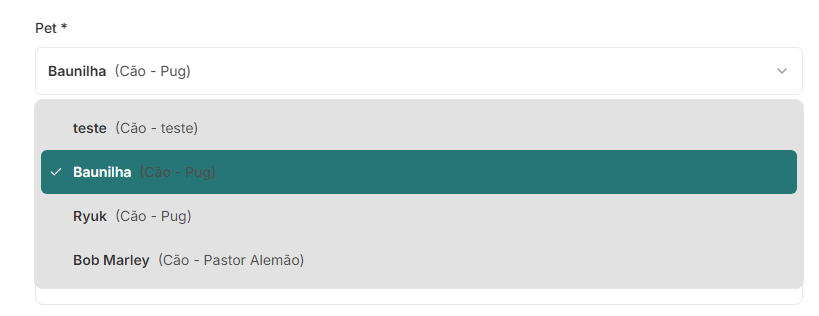 Pet *
Baunilha (Cão - Pug)
teste (Cão - teste)
Baunilha (Cão - Pug)
Ryuk (Cão - Pug)
Bob Marley (Cão - Pastor Alemão)